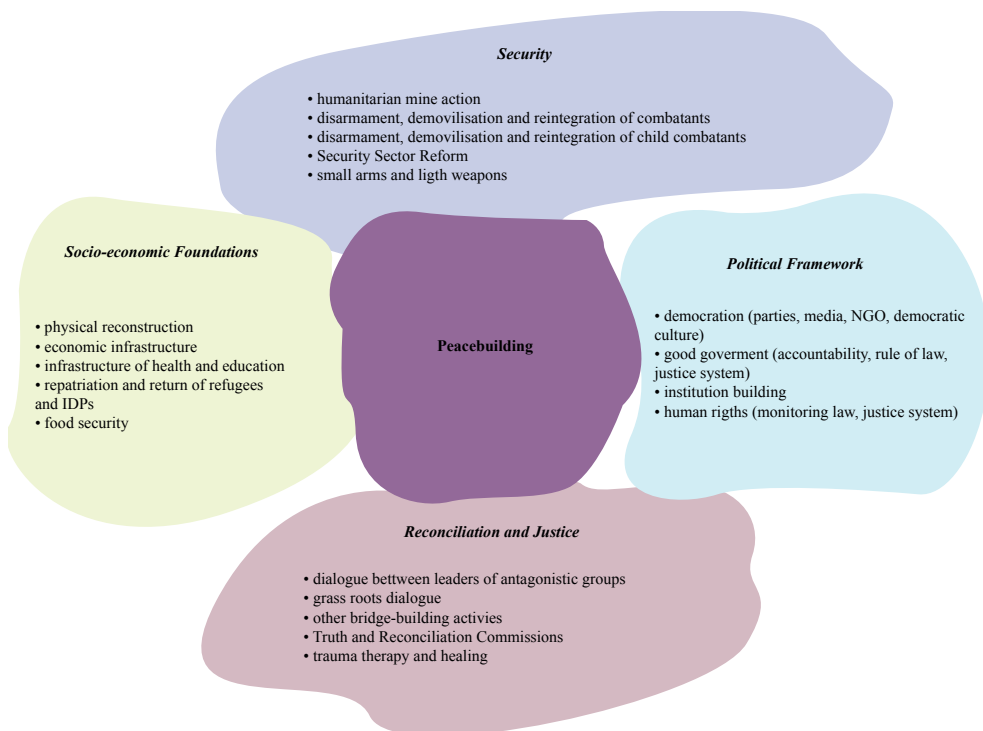 Security
• humanitarian mine action
• disarmament, demovilisation and reintegration of combatants
• disarmament, demovilisation and reintegration of child combatants
• Security Sector Reform
• small arms and ligth weapons
Socio-economic Foundations
• physical reconstruction
• economic infrastructure
• infrastructure of health and education
• repatriation and return of refugees
and IDPs
• food security
Peacebuilding
Political Framework
• democration (parties, media, NGO, democratic
culture)
• good goverment (accountability, rule of law,
justice system)
• institution building
• human rigths (monitoring law, justice system)
Reconciliation and Justice
• dialogue bettween leaders of antagonistic groups
• grass roots dialogue
• other bridge-building activies
• Truth and Reconciliation Commissions
• trauma therapy and healing